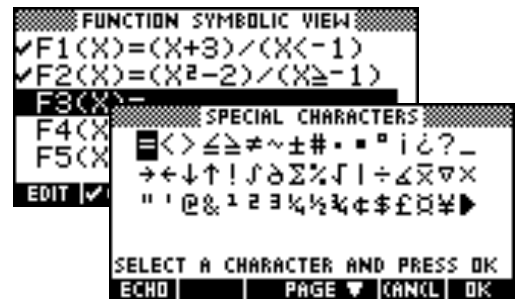 FUNCTION SYMBOLIC VIEW
✔F1(X)=(X+3)/(X<-1)
✔F2(X)=(X²-2)/(X≥-1)
F3(X)=
F4(X
F5(X
EDIT ✔
SPECIAL CHARACTERS
=<>≤≥≠~±#▪¡¿?_
→←↓↑!∫∂Σ%√|÷∡x̄∇×
"'@&¹²³¼½¾¢$£¤¥▶
SELECT A CHARACTER AND PRESS OK
ECHO PAGE ▼ CANCL OK